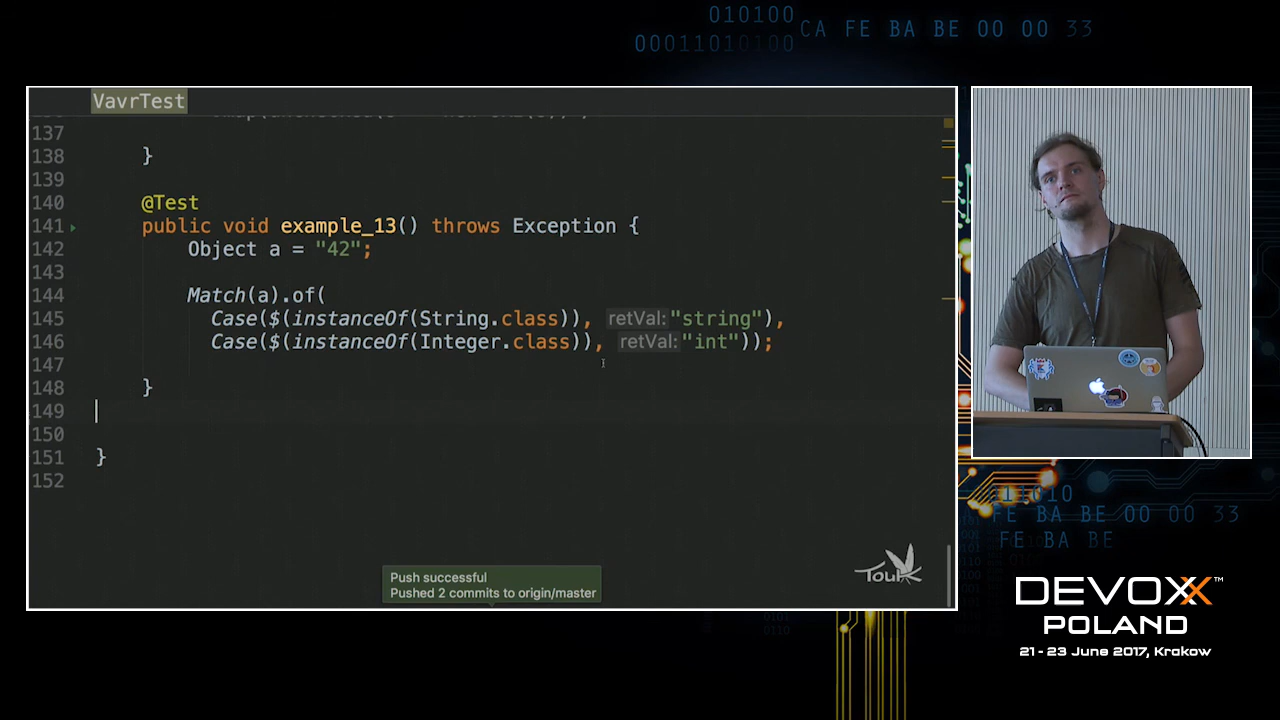 010100
CA FE BA BE 00 00 33
00011010100
VavrTest
137
138 }
139
140 @Test
141 public void example_13() throws Exception {
142 Object a = "42";
143
144 Match(a).of(
145 Case($(instanceOf(String.class)), retVal: "string"),
146 Case($(instanceOf(Integer.class)), retVal: "int"));
147
148 }
149
150
151 }
152
Push successful
Pushed 2 commits to origin/master
Touk
011010
FE BA BE 00 00 33
FE BA BE
DEVOXX™
POLAND
21 - 23 June 2017, Krakow